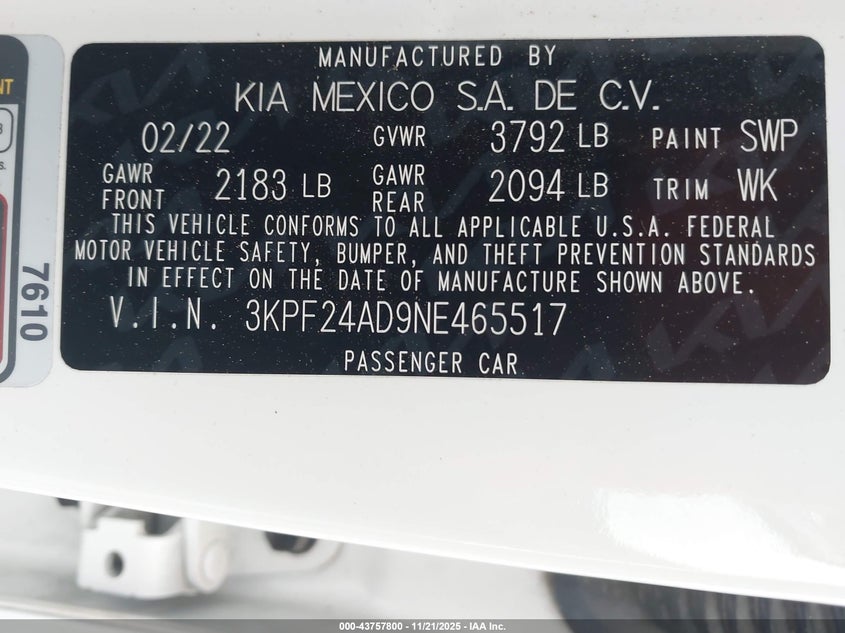 MANUFACTURED BY
KIA MEXICO S.A. DE C.V.
02/22 GVWR 3792 LB PAINT SWP
GAWR FRONT 2183 LB GAWR REAR 2094 LB TRIM WK
THIS VEHICLE CONFORMS TO ALL APPLICABLE U.S.A. FEDERAL
MOTOR VEHICLE SAFETY, BUMPER, AND THEFT PREVENTION STANDARDS
IN EFFECT ON THE DATE OF MANUFACTURE SHOWN ABOVE.
V.I.N. 3KPF24AD9NE465517
PASSENGER CAR
7610
000-43757800 - 11/21/2025 - IAA Inc.